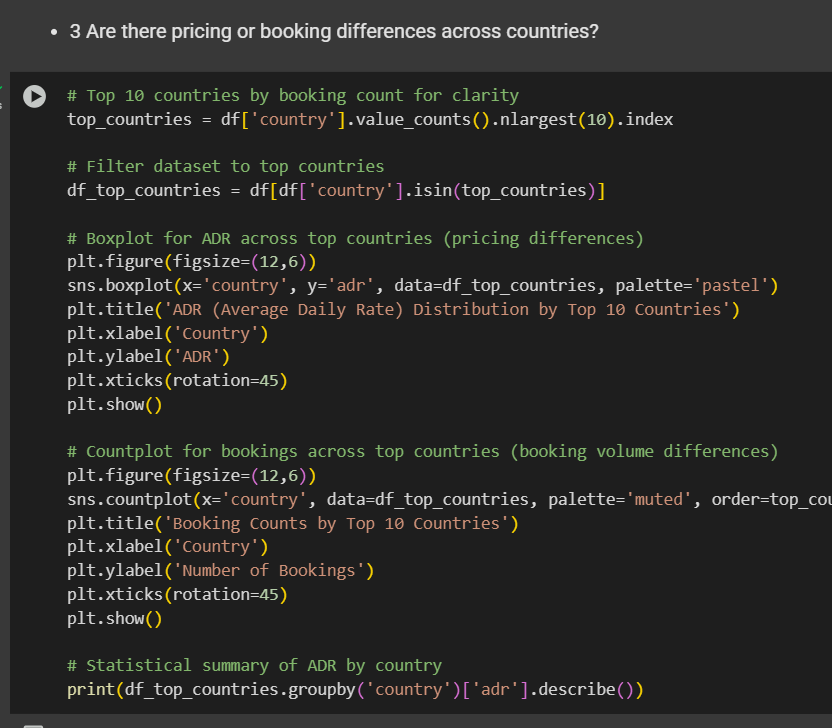 3 Are there pricing or booking differences across countries?
# Top 10 countries by booking count for clarity
top_countries = df['country'].value_counts().nlargest(10).index
# Filter dataset to top countries
df_top_countries = df[df['country'].isin(top_countries)]
# Boxplot for ADR across top countries (pricing differences)
plt.figure(figsize=(12,6))
sns.boxplot(x='country', y='adr', data=df_top_countries, palette='pastel')
plt.title('ADR (Average Daily Rate) Distribution by Top 10 Countries')
plt.xlabel('Country')
plt.ylabel('ADR')
plt.xticks(rotation=45)
plt.show()
# Countplot for bookings across top countries (booking volume differences)
plt.figure(figsize=(12,6))
sns.countplot(x='country', data=df_top_countries, palette='muted', order=top_cou
plt.title('Booking Counts by Top 10 Countries')
plt.xlabel('Country')
plt.ylabel('Number of Bookings')
plt.xticks(rotation=45)
plt.show()
# Statistical summary of ADR by country
print(df_top_countries.groupby('country')['adr'].describe())